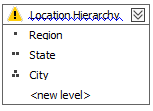 Location Hierarchy
Region
State
City
<new level>